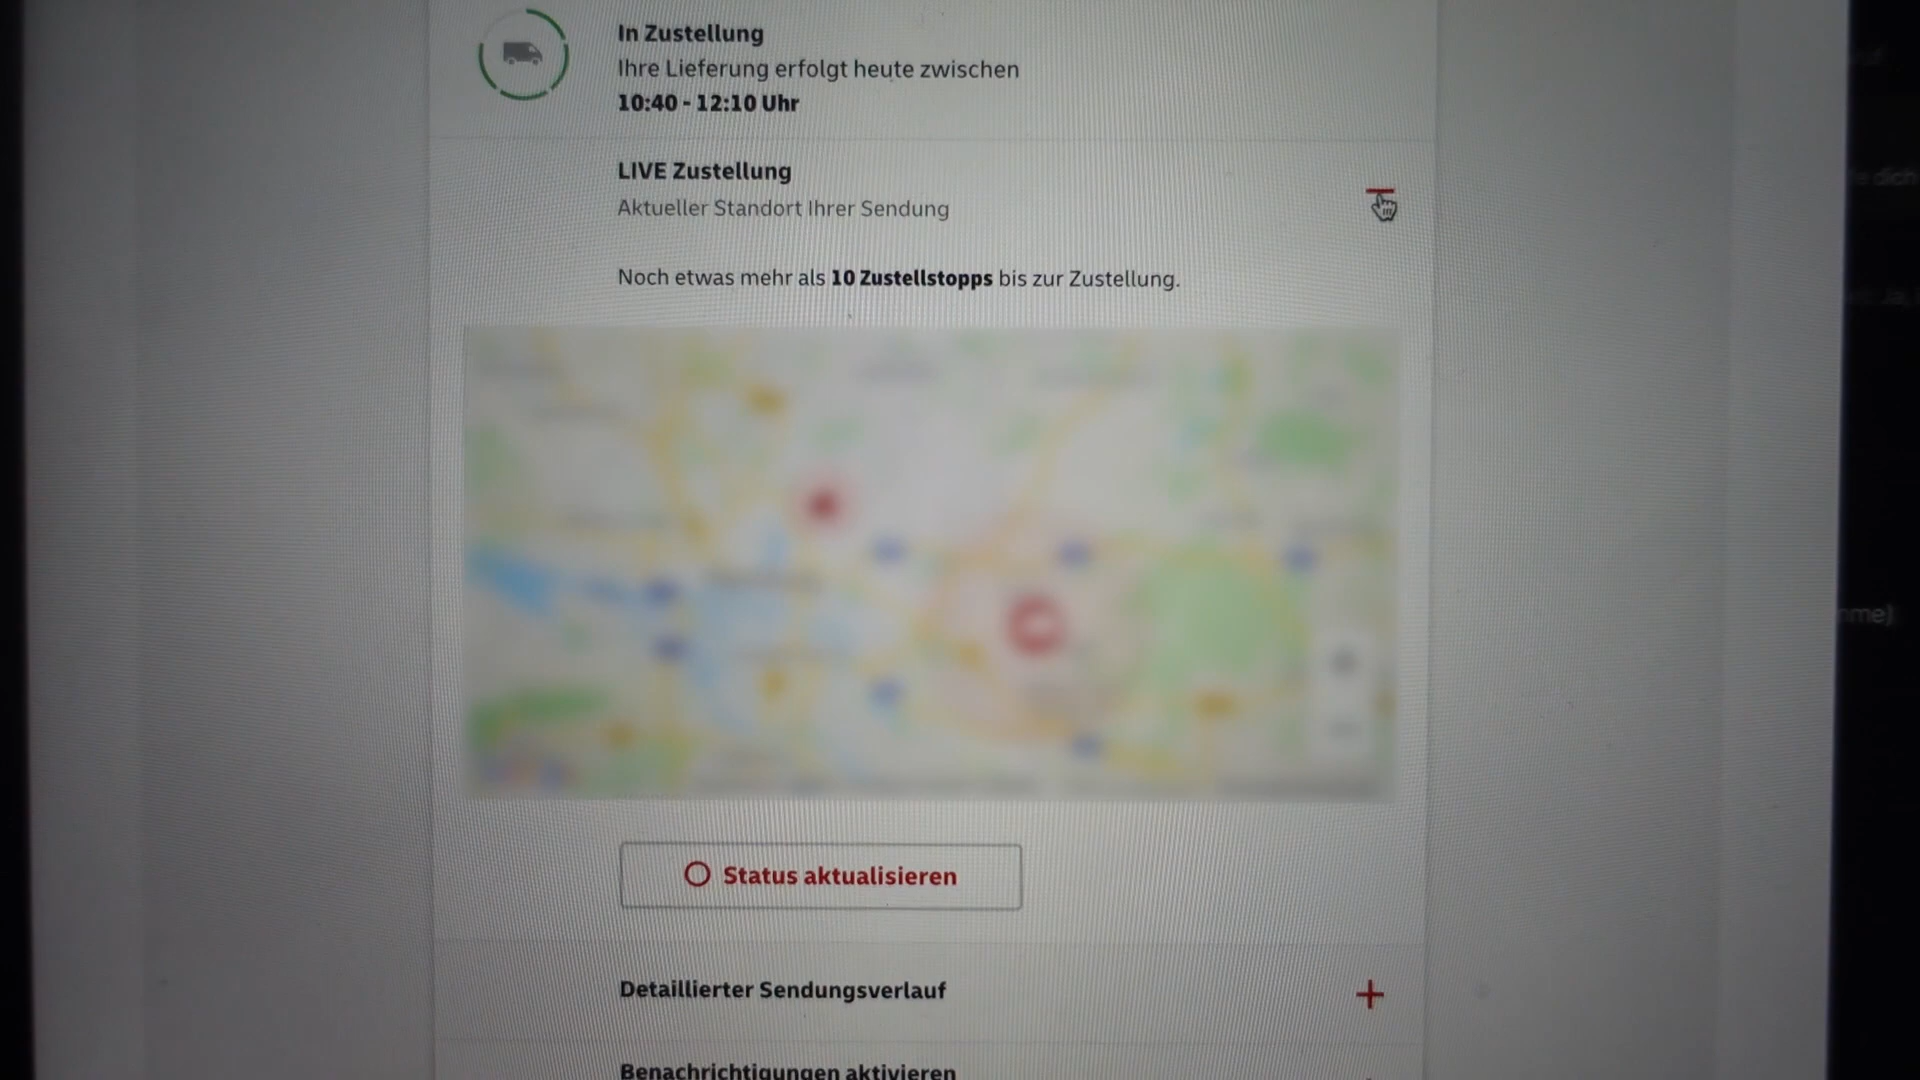 In Zustellung
Ihre Lieferung erfolgt heute zwischen
10:40 - 12:10 Uhr
LIVE Zustellung
Aktueller Standort Ihrer Sendung
Noch etwas mehr als 10 Zustellstopps bis zur Zustellung.
Status aktualisieren
Detaillierter Sendungsverlauf
Benachrichtigungen aktivieren